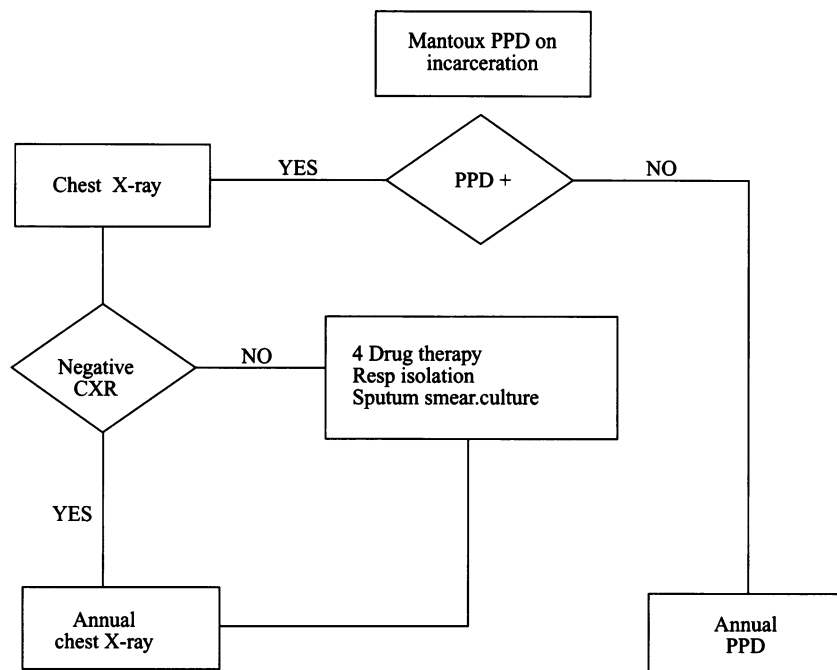 Mantoux PPD on
incarceration
Chest X-ray
YES
PPD +
NO
Negative
CXR
NO
4 Drug therapy
Resp isolation
Sputum smear.culture
YES
Annual
chest X-ray
Annual
PPD